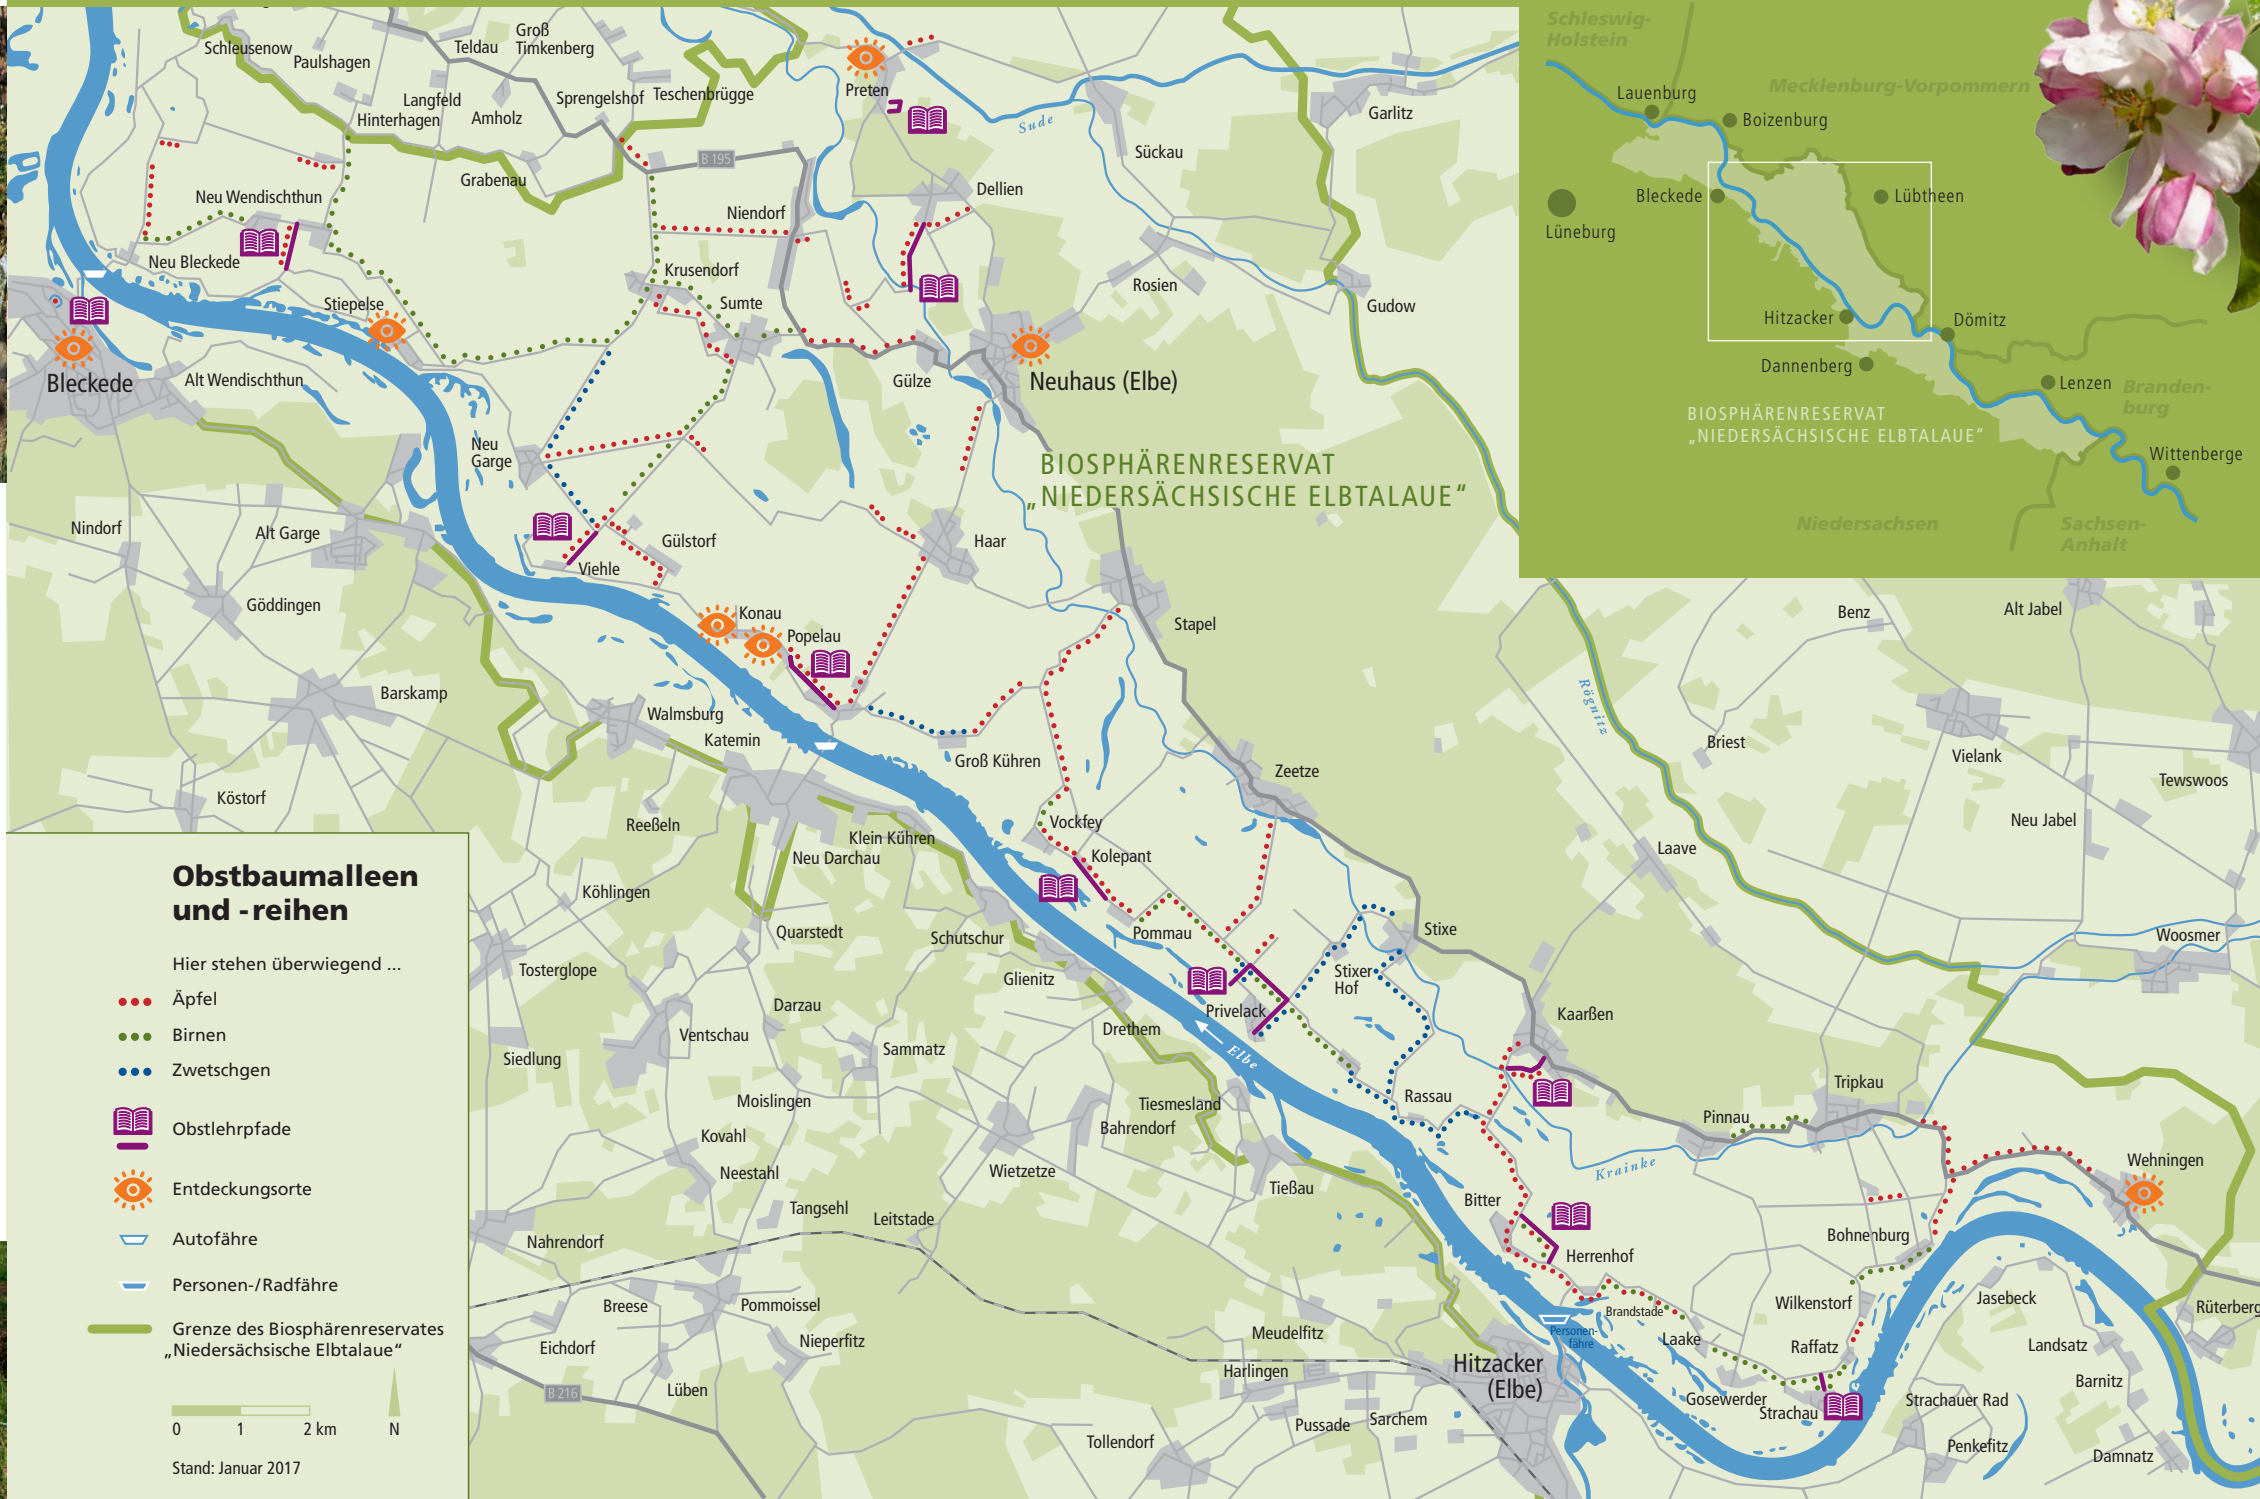 Schleusenow
Paulshagen
Teldau
Groß
Timkenberg
Langfeld
Hinterhagen
Amholz
Sprengelshof
Teschenbrügge
Grabenau
B 195
Preten
Sude
Sückau
Garlitz
Neu Wendischthun
Neu Bleckede
Niendorf
Dellien
Krusendorf
Sumte
Rosien
Gudow
Stiepelse
Bleckede
Alt Wendischthun
Gülze
Neuhaus (Elbe)
Neu
Garge
BIOSPHÄRENRESERVAT
„NIEDERSÄCHSISCHE ELBTALAUE“
Nindorf
Alt Garge
Gülstorf
Haar
Viehle
Göddingen
Konau
Popelau
Stapel
Barskamp
Walmsburg
Katemin
Groß Kühren
Zeetze
Köstorf
Reeßeln
Klein Kühren
Neu Darchau
Vockfey
Kolepant
Köhlingen
Quarstedt
Schutschur
Pommau
Stixe
Tosterglope
Glienitz
Stixer
Hof
Darzau
Privelack
Kaarßen
Ventschau
Drethem
Elbe
Siedlung
Sammatz
Moislingen
Tiesmesland
Bahrendorf
Rassau
Tripkau
Pinnau
Kovahl
Neestahl
Wietzetze
Tießau
Krainke
Wehningen
Tangsehl
Leitstade
Bitter
Nahrendorf
Herrenhof
Bohnenburg
Breese
Pommoissel
Brandstade
Wilkenstorf
Jasebeck
Rüterberg
Eichdorf
Nieperfitz
Meudelfitz
Personen-
fähre
Laake
Raffatz
Landsatz
Harlingen
Hitzacker
(Elbe)
Barnitz
B 216
Lüben
Gosewerder
Strachau
Strachauer Rad
Pussade
Sarchem
Tollendorf
Penkefitz
Damnatz
Rögnitz
Benz
Alt Jabel
Briest
Vielank
Tewswoos
Laave
Neu Jabel
Woosmer
Schleswig-
Holstein
Mecklenburg-Vorpommern
Lauenburg
Boizenburg
Bleckede
Lübtheen
Lüneburg
Hitzacker
Dömitz
Dannenberg
Lenzen
Branden-
burg
BIOSPHÄRENRESERVAT
„NIEDERSÄCHSISCHE ELBTALAUE“
Wittenberge
Niedersachsen
Sachsen-
Anhalt
Obstbaumalleen
und -reihen
Hier stehen überwiegend ...
Äpfel
Birnen
Zwetschgen
Obstlehrpfade
Entdeckungsorte
Autofähre
Personen-/Radfähre
Grenze des Biosphärenreservates
„Niedersächsische Elbtalaue“
0 1 2 km N
Stand: Januar 2017